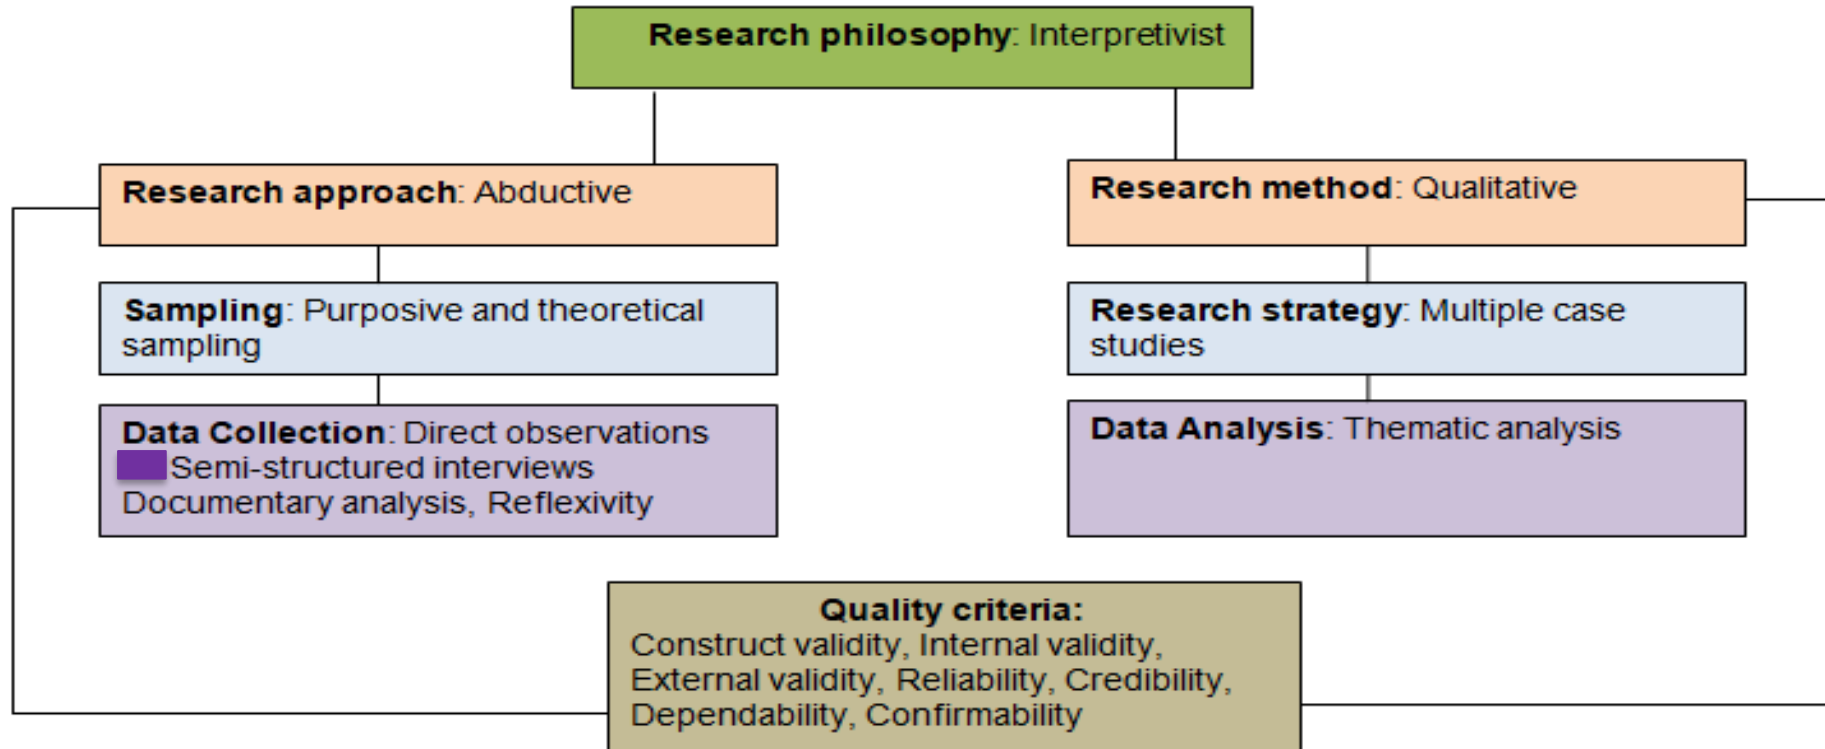 Research philosophy: Interpretivist
Research approach: Abductive
Research method: Qualitative
Sampling: Purposive and theoretical
sampling
Research strategy: Multiple case
studies
Data Collection: Direct observations
Semi-structured interviews
Documentary analysis, Reflexivity
Data Analysis: Thematic analysis
Quality criteria:
Construct validity, Internal validity,
External validity, Reliability, Credibility,
Dependability, Confirmability